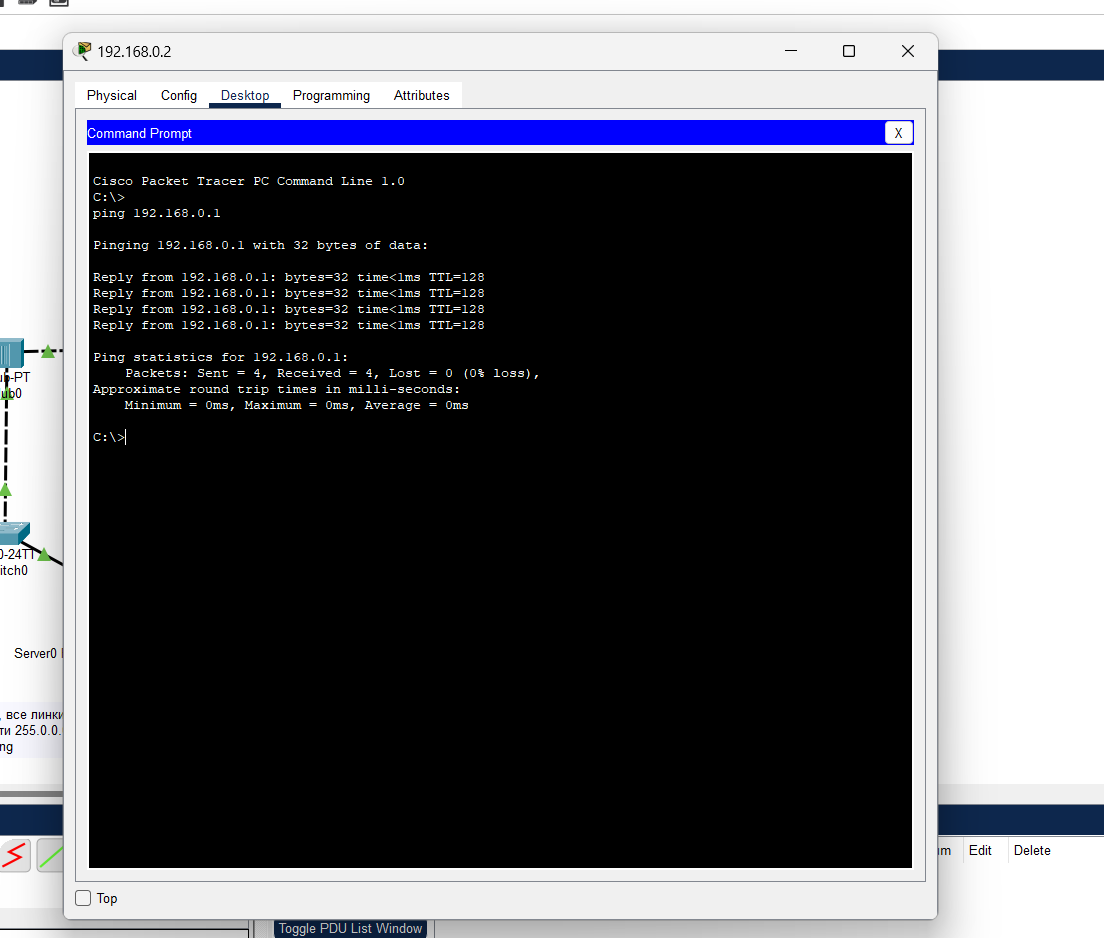 192.168.0.2
Physical
Config
Desktop
Programming
Attributes
Command Prompt
X
Cisco Packet Tracer PC Command Line 1.0
C:\>
ping 192.168.0.1
Pinging 192.168.0.1 with 32 bytes of data:
Reply from 192.168.0.1: bytes=32 time<1ms TTL=128
Reply from 192.168.0.1: bytes=32 time<1ms TTL=128
Reply from 192.168.0.1: bytes=32 time<1ms TTL=128
Reply from 192.168.0.1: bytes=32 time<1ms TTL=128
Ping statistics for 192.168.0.1:
Packets: Sent = 4, Received = 4, Lost = 0 (0% loss),
Approximate round trip times in milli-seconds:
Minimum = 0ms, Maximum = 0ms, Average = 0ms
C:\>
-PT
ub0
0-24TT
itch0
Server0
, все линки
ти 255.0.0.
ng
Edit
Delete
Top
Toggle PDU List Window